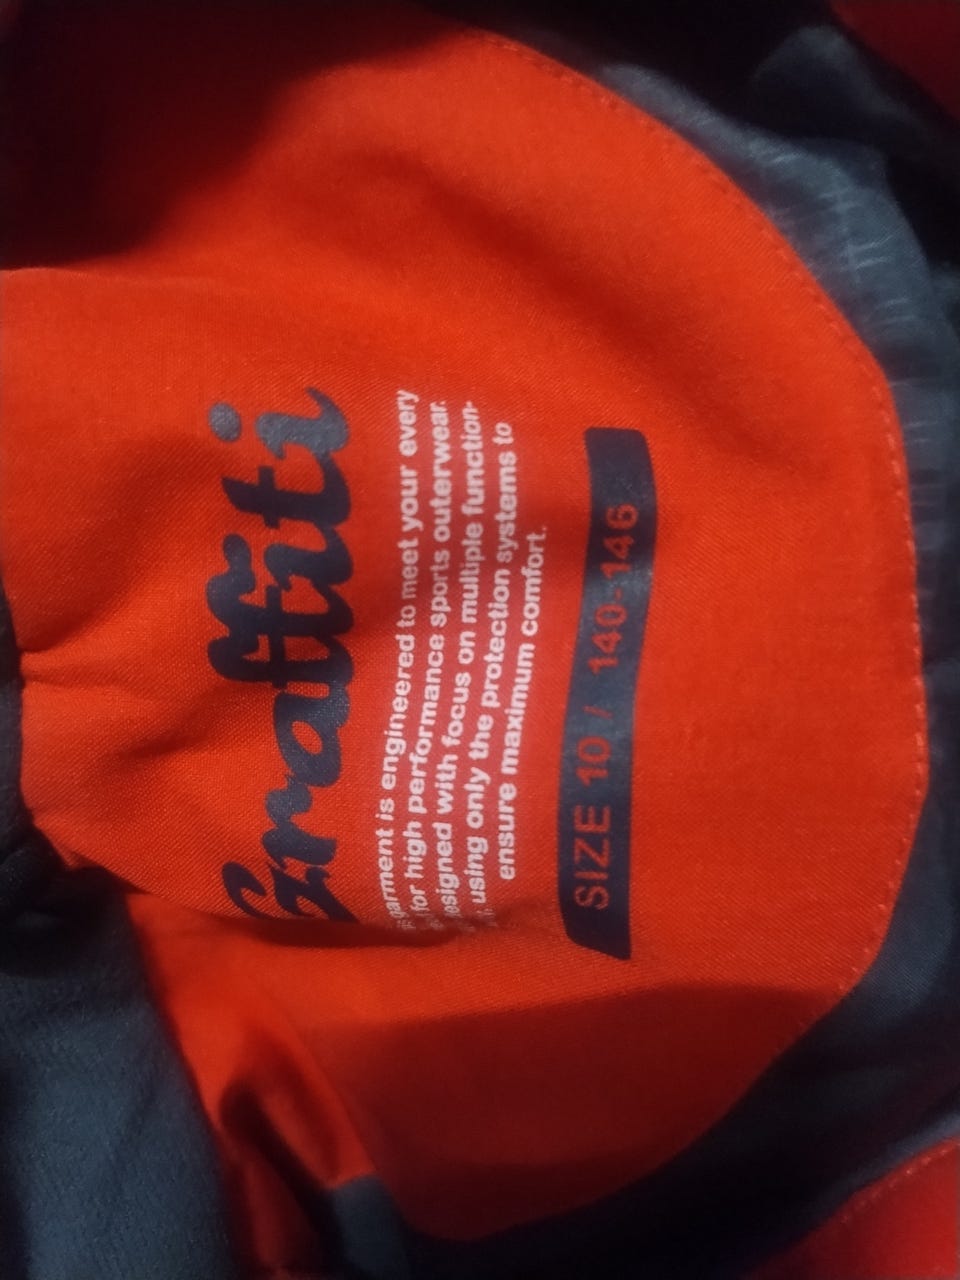 Graffiti
garment is engineered to meet your every
for high performance sports outerwear.
designed with focus on multiple function-
using only the protection systems to
ensure maximum comfort.
SIZE 10 / 140-146